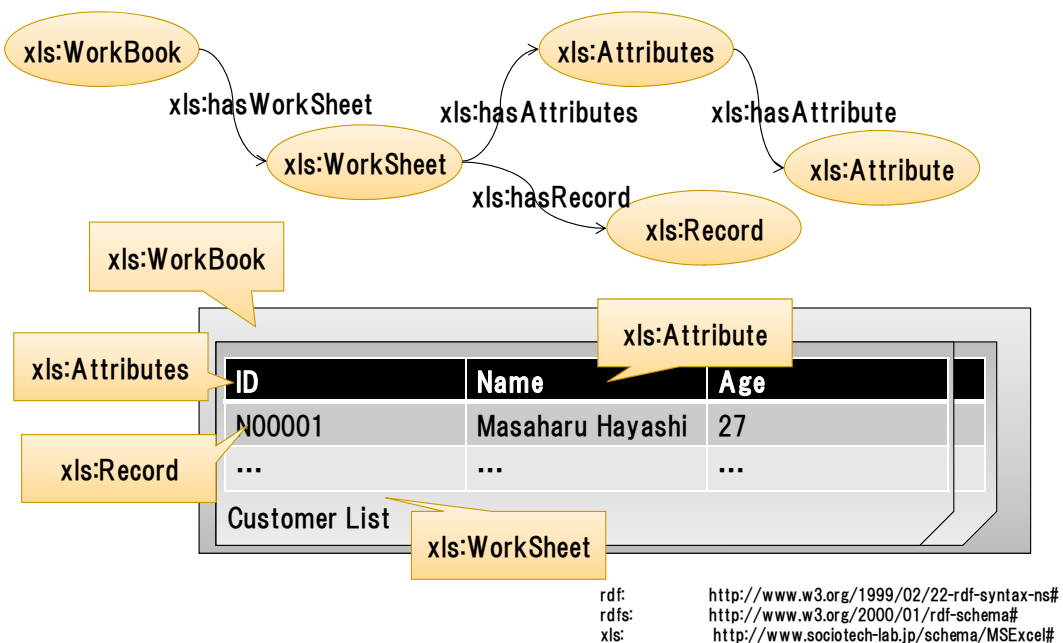 xls:WorkBook
xls:Attributes
xls:hasWorkSheet
xls:hasAttributes
xls:hasAttribute
xls:WorkSheet
xls:Attribute
xls:hasRecord
xls:Record
xls:WorkBook
xls:Attribute
xls:Attributes
ID Name Age
N00001 Masaharu Hayashi 27
xls:Record
… … …
Customer List
xls:WorkSheet
rdf: http://www.w3.org/1999/02/22-rdf-syntax-ns#
rdfs: http://www.w3.org/2000/01/rdf-schema#
xls: http://www.sociotech-lab.jp/schema/MSExcel#